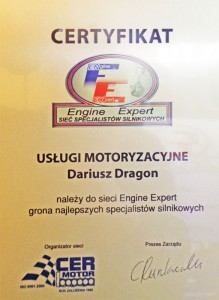 CERTYFIKAT
Engine Expert
SIEĆ SPECJALISTÓW SILNIKOWYCH
USŁUGI MOTORYZACYJNE
Dariusz Dragon
należy do sieci Engine Expert
grona najlepszych specjalistów silnikowych
Organizator sieci
Prezes Zarządu
CER
MOTOR